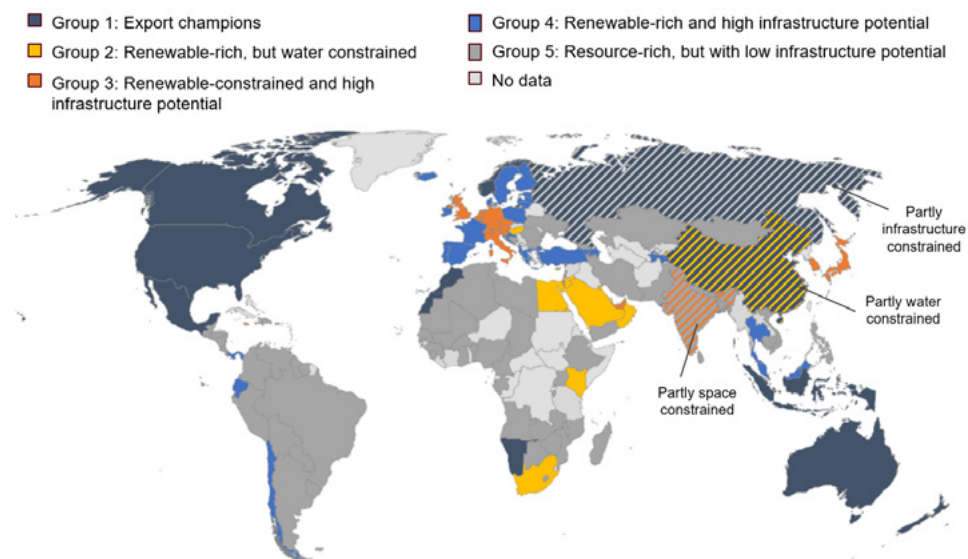 Group 1: Export champions
Group 2: Renewable-rich, but water constrained
Group 3: Renewable-constrained and high
infrastructure potential
Group 4: Renewable-rich and high infrastructure potential
Group 5: Resource-rich, but with low infrastructure potential
No data
Partly
infrastructure
constrained
Partly water
constrained
Partly space
constrained